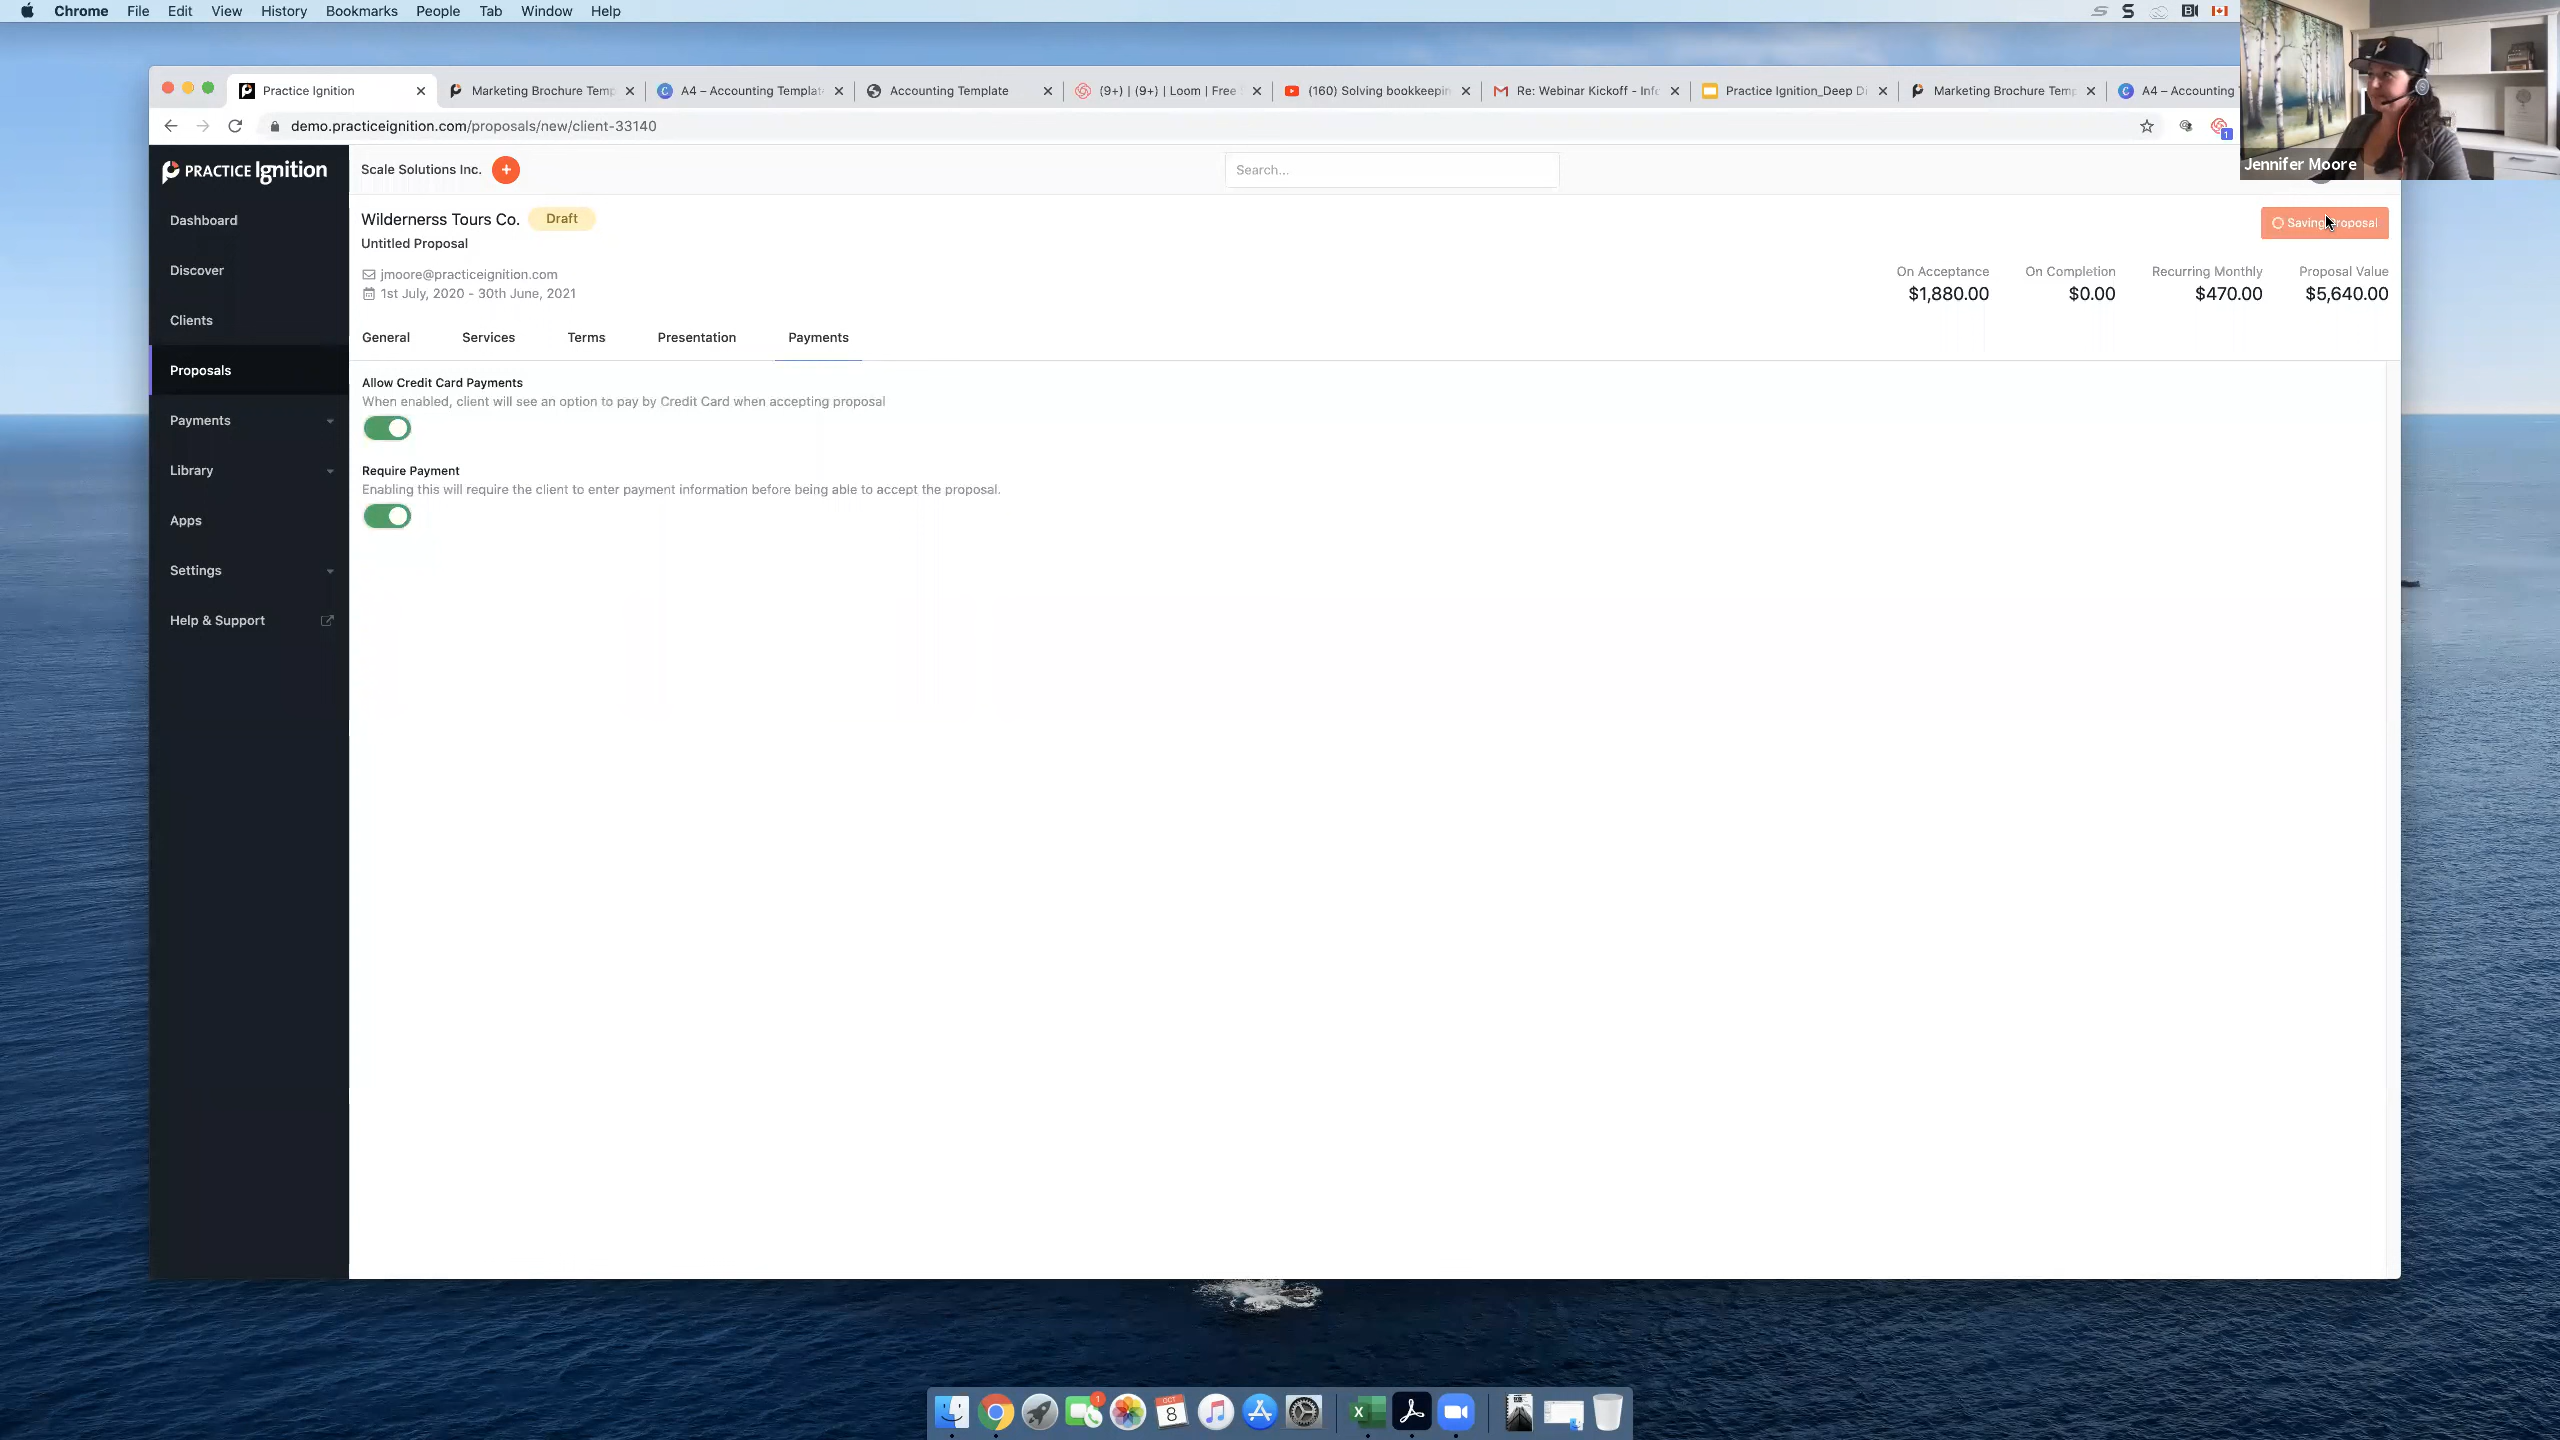 Chrome File Edit View History Bookmarks People Tab Window Help
Practice Ignition
Marketing Brochure Temp
A4 – Accounting Templat
Accounting Template
(9+) | (9+) | Loom | Free
(160) Solving bookkeepin
Re: Webinar Kickoff - Inf
Practice Ignition_Deep D
Marketing Brochure Temp
A4 – Accounting
demo.practiceignition.com/proposals/new/client-33140
1
Jennifer Moore
PRACTICE Ignition
Scale Solutions Inc. +
Search...
Dashboard
Discover
Clients
Proposals
Payments
Library
Apps
Settings
Help & Support
Wildernerss Tours Co. Draft
Untitled Proposal
jmoore@practiceignition.com
1st July, 2020 - 30th June, 2021
Saving Proposal
On Acceptance On Completion Recurring Monthly Proposal Value
$1,880.00 $0.00 $470.00 $5,640.00
General Services Terms Presentation Payments
Allow Credit Card Payments
When enabled, client will see an option to pay by Credit Card when accepting proposal
Require Payment
Enabling this will require the client to enter payment information before being able to accept the proposal.
1
OCT
8